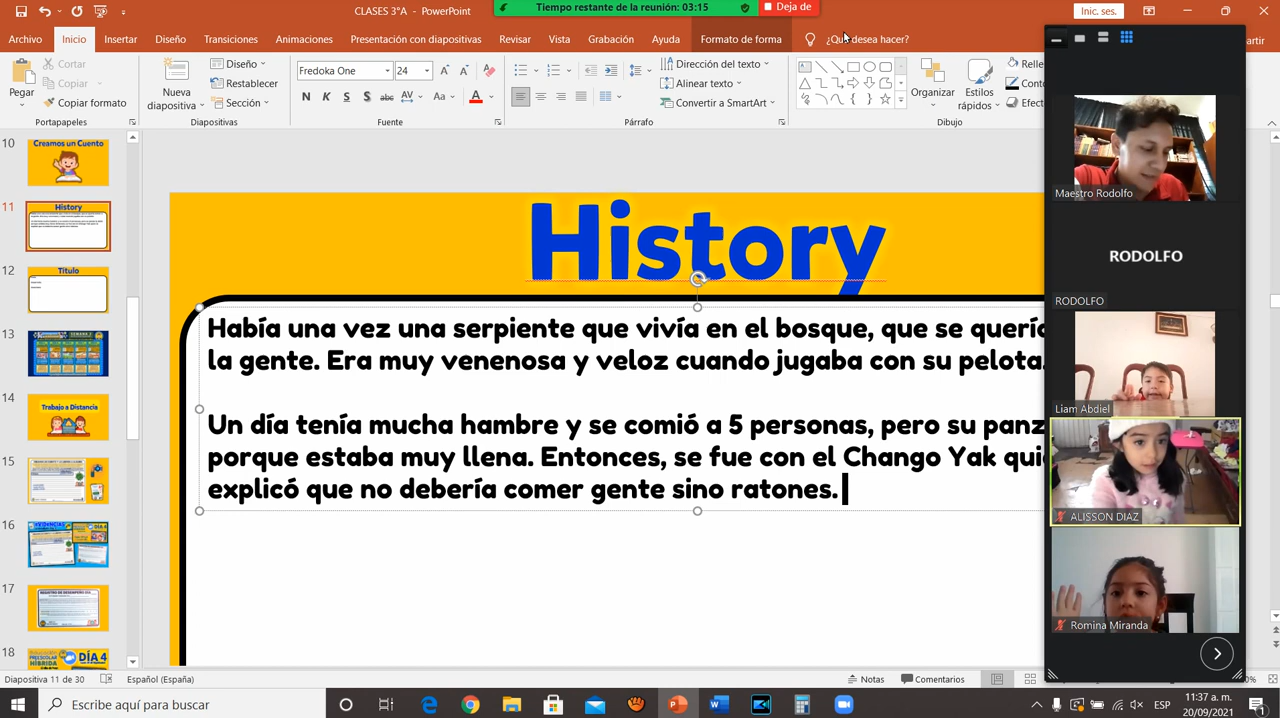 CLASES 3°A - PowerPoint
Tiempo restante de la reunión: 03:15
Deja de
Inic. ses.
Archivo Inicio Insertar Diseño Transiciones Animaciones Presentación con diapositivas Revisar Vista Grabación Ayuda Formato de forma ¿Qué desea hacer?
Pegar
Cortar
Copiar
Copiar formato
Portapapeles
Nueva
diapositiva
Diseño
Restablecer
Sección
Diapositivas
Fredoka One 24
N K S S abc AV Aa A
Fuente
Dirección del texto
Alinear texto
Convertir a SmartArt
Párrafo
Organizar
Estilos
rápidos
Dibujo
10
Creamos un Cuento
11
History
12
Título
13
14
Trabajo a Distancia
15
16
DÍA 4
17
18
DÍA 4
History
Había una vez una serpiente que vivía en el bosque, que se querí
la gente. Era muy venenosa y veloz cuando jugaba con su pelota.
Un día tenía mucha hambre y se comió a 5 personas, pero su panz
porque estaba muy llena. Entonces, se fue con el Chango Yak qui
explicó que no debería comer gente sino ratones.
Maestro Rodolfo
RODOLFO
RODOLFO
Liam Abdiel
ALISSON DIAZ
Romina Miranda
Diapositiva 11 de 30 Español (España) Notas Comentarios
Escribe aquí para buscar
ESP
11:37 a. m.
20/09/2021